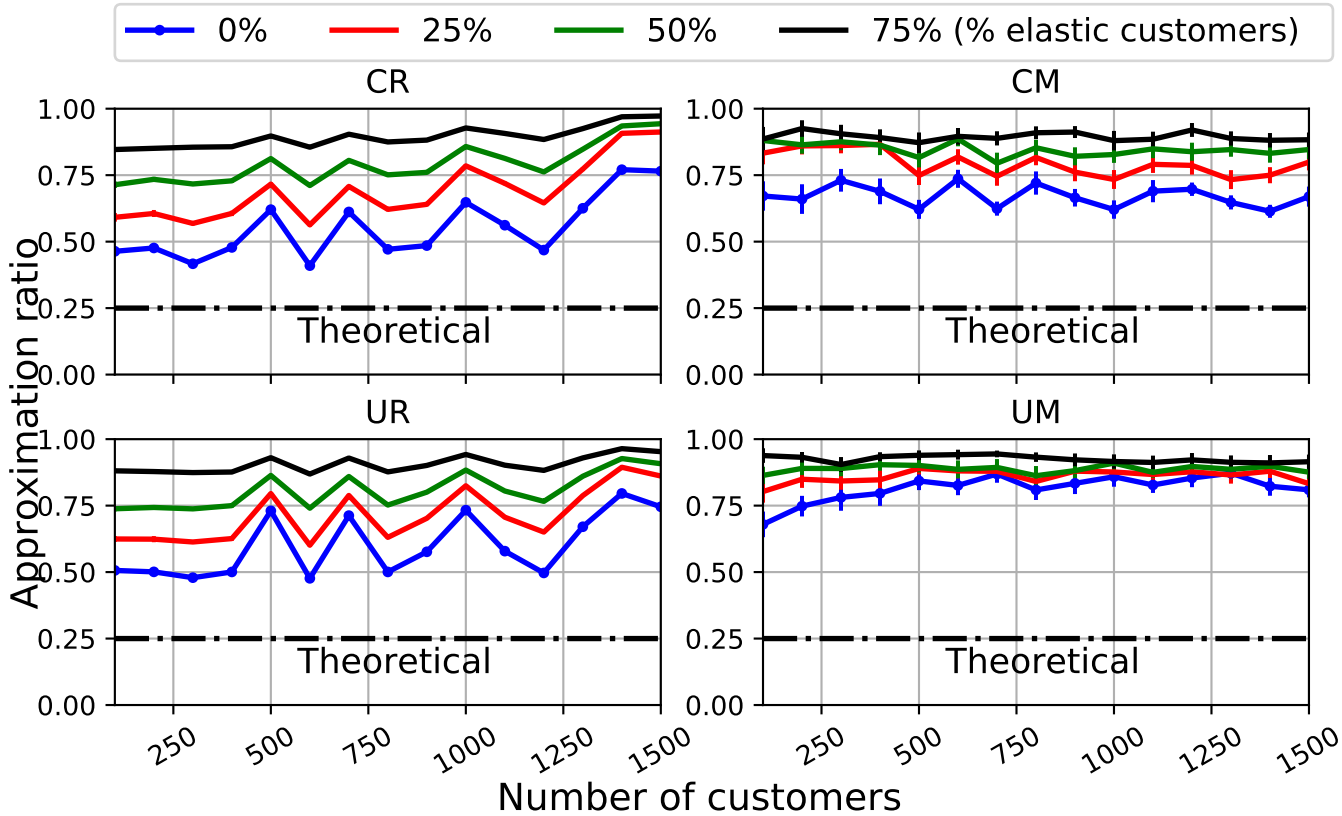 0% 25% 50% 75% (% elastic customers)
CR
CM
1.00
0.75
0.50
0.25
0.00
Theoretical
1.00
0.75
0.50
0.25
0.00
Theoretical
Approximation ratio
UR
UM
1.00
0.75
0.50
0.25
0.00
Theoretical
250 500 750 1000 1250 1500
1.00
0.75
0.50
0.25
0.00
Theoretical
250 500 750 1000 1250 1500
Number of customers